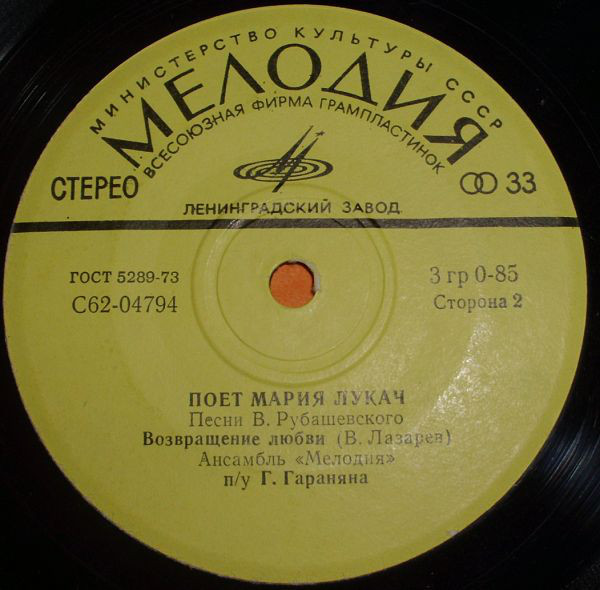 МИНИСТЕРСТВО КУЛЬТУРЫ СССР
МЕЛОДИЯ
ВСЕСОЮЗНАЯ ФИРМА ГРАМПЛАСТИНОК
СТЕРЕО
33
ЛЕНИНГРАДСКИЙ ЗАВОД
ГОСТ 5289-73
3 гр 0-85
С62-04794
Сторона 2
ПОЕТ МАРИЯ ЛУКАЧ
Песни В. Рубашевского
Возвращение любви (В. Лазарев)
Ансамбль «Мелодия»
п/у Г. Гараняна